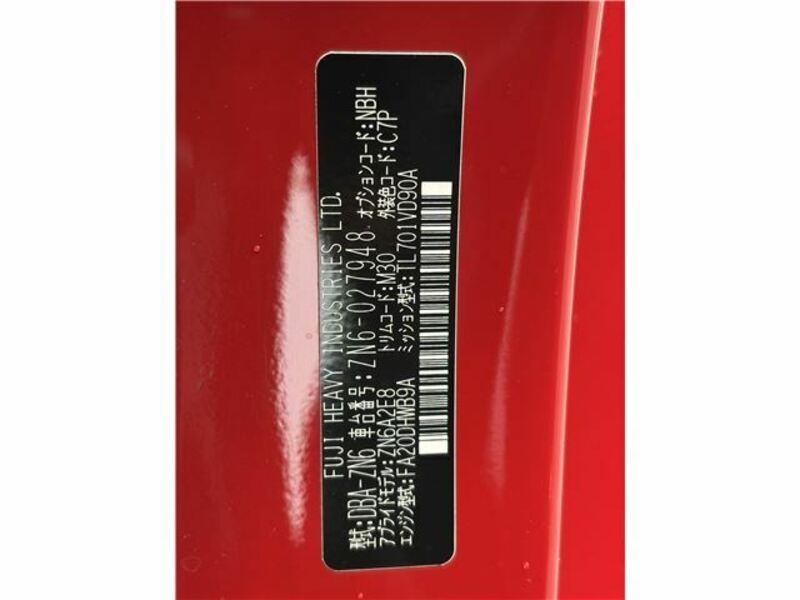 FUJI HEAVY INDUSTRIES LTD.
型式:DBA-ZN6 車台番号:ZN6-027948 オプションコード:NBH
アプライドモデル:ZN6A2E8 トリムコード:M30 外装色コード:C7P
エンジン型式:FA20DHWB9A ミッション型式:TL701VD90A